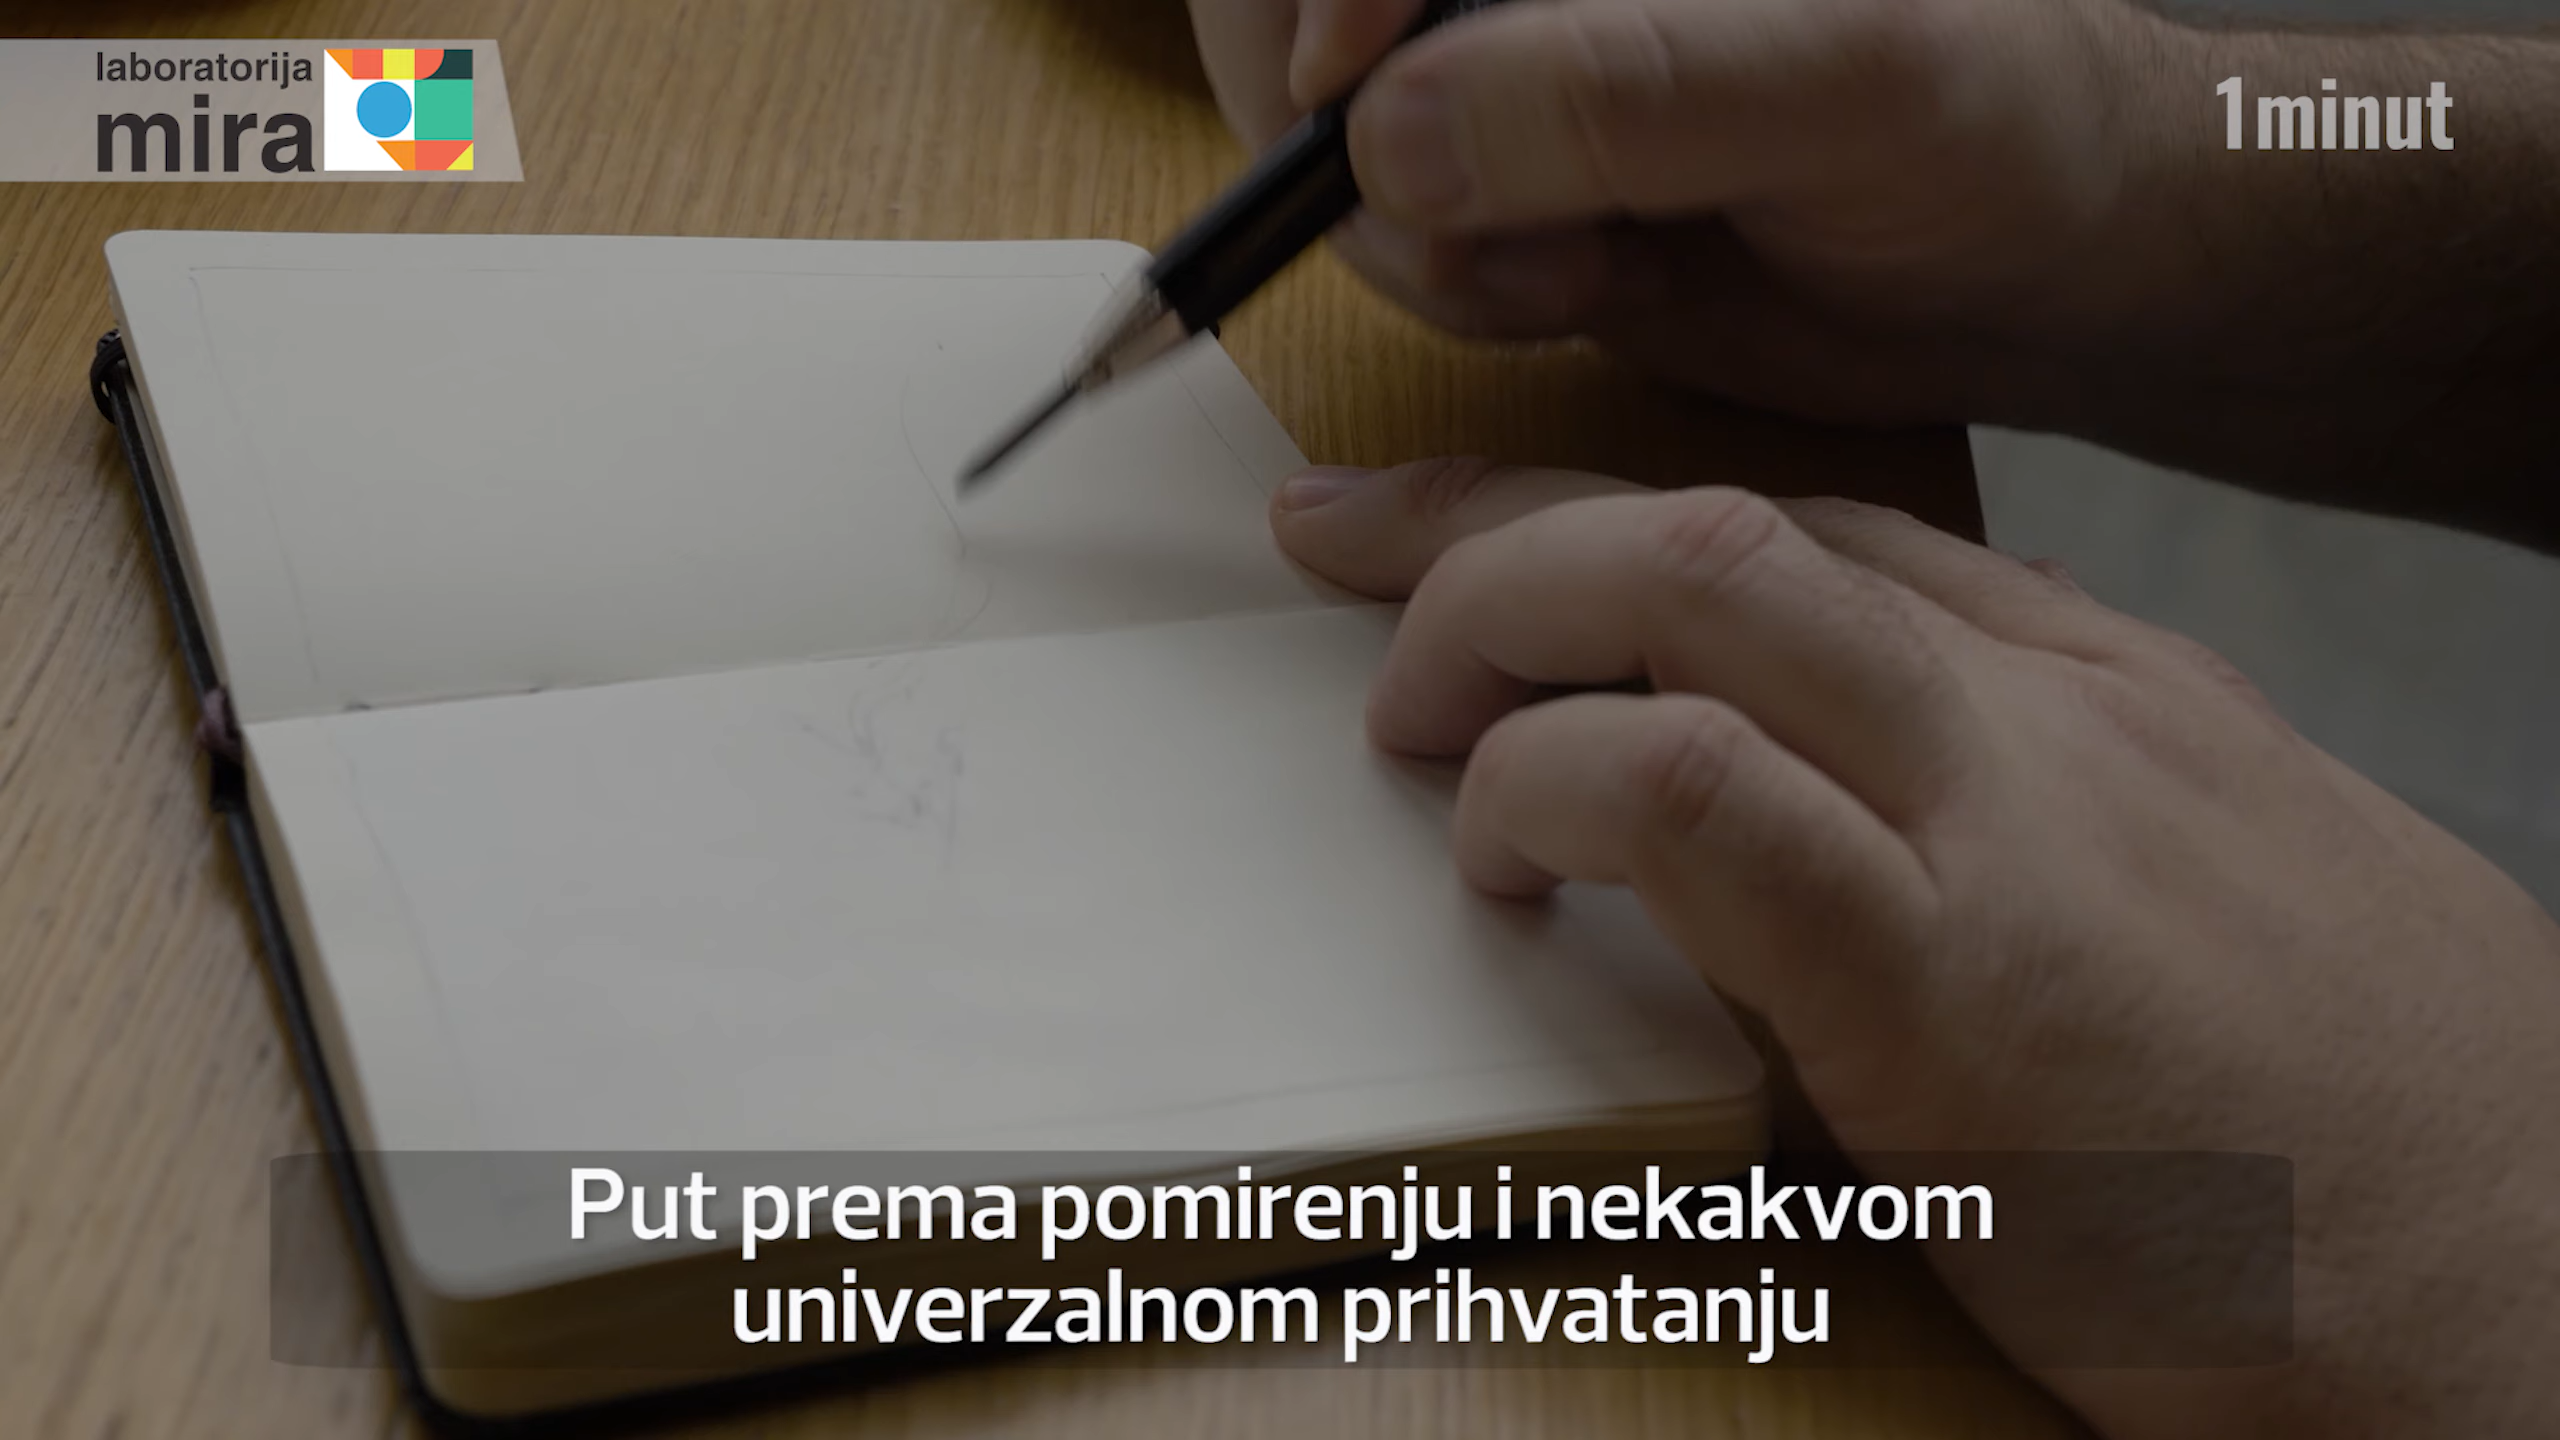 laboratorija
mira
1minut
Put prema pomirenju i nekakvom
univerzalnom prihvatanju